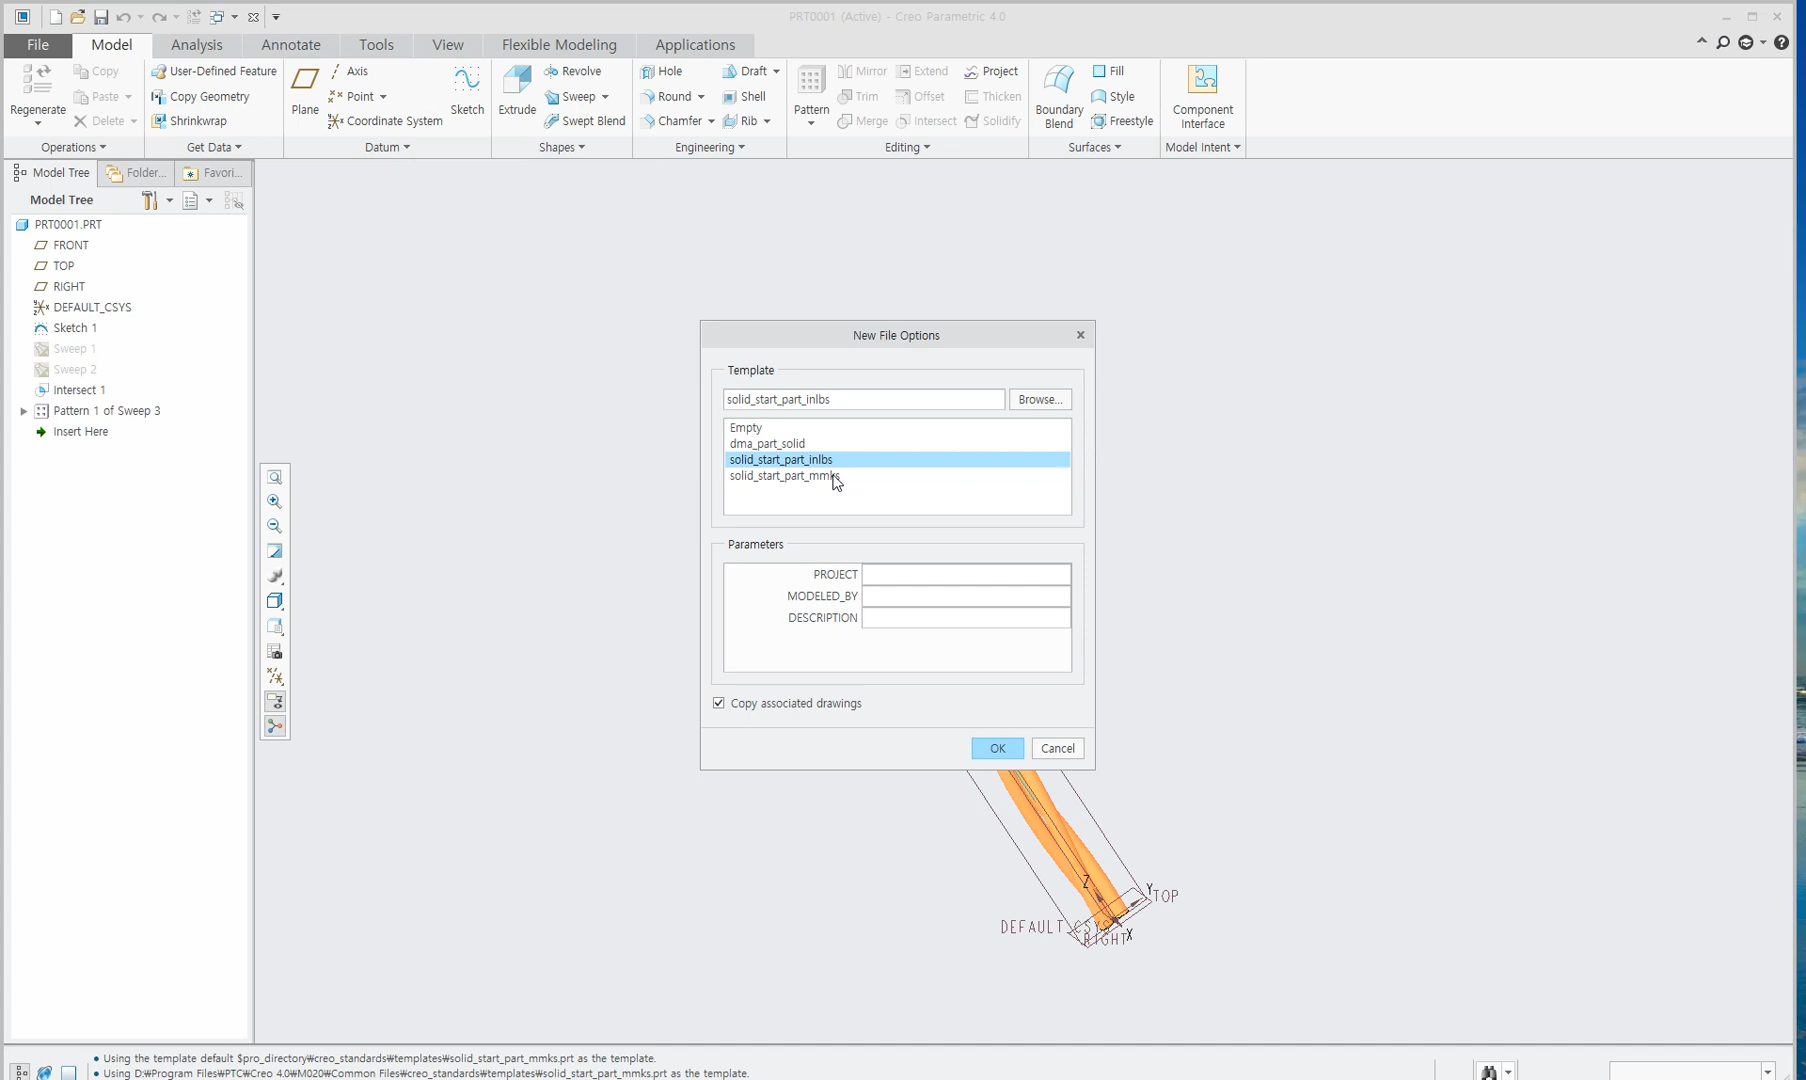 PRT0001 (Active) - Creo Parametric 4.0
File
Model
Analysis
Annotate
Tools
View
Flexible Modeling
Applications
Regenerate
Copy
Paste
Delete
Operations
User-Defined Feature
Copy Geometry
Shrinkwrap
Get Data
Plane
Axis
Point
Coordinate System
Sketch
Datum
Extrude
Revolve
Sweep
Swept Blend
Shapes
Hole
Round
Chamfer
Draft
Shell
Rib
Engineering
Pattern
Mirror
Trim
Merge
Extend
Offset
Intersect
Project
Thicken
Solidify
Editing
Boundary
Blend
Fill
Style
Freestyle
Surfaces
Component
Interface
Model Intent
Model Tree
Folder...
Favori...
Model Tree
PRT0001.PRT
FRONT
TOP
RIGHT
DEFAULT_CSYS
Sketch 1
Sweep 1
Sweep 2
Intersect 1
Pattern 1 of Sweep 3
Insert Here
New File Options
Template
solid_start_part_inlbs
Browse...
Empty
dma_part_solid
solid_start_part_inlbs
solid_start_part_mmks
Parameters
PROJECT
MODELED_BY
DESCRIPTION
Copy associated drawings
OK
Cancel
Z
Y
TOP
DEFAULT_CSYS
RIGHT
X
• Using the template default $pro_directory₩creo_standards₩templates₩solid_start_part_mmks.prt as the template.
• Using D:₩Program Files₩PTC₩Creo 4.0₩M020₩Common Files₩creo_standards₩templates₩solid_start_part_mmks.prt as the template.